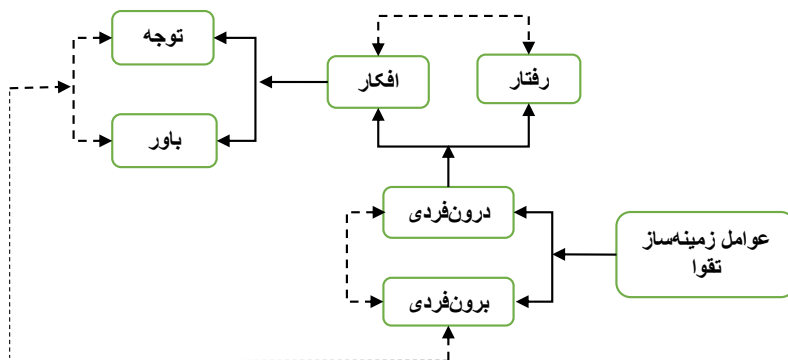 توجه
افکار
رفتار
باور
درون‌فردی
عوامل زمینه‌ساز
تقوا
برون‌فردی